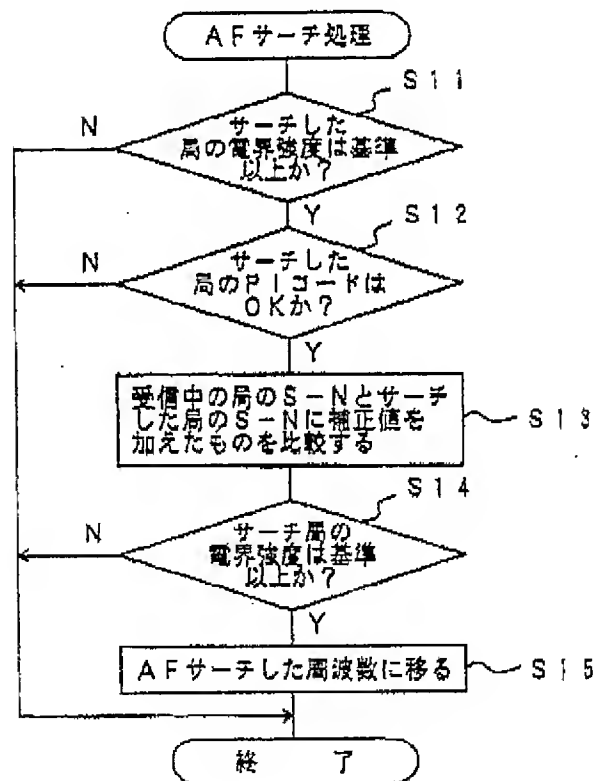 AFサーチ処理
S11
N
サーチした
局の電界強度は基準
以上か？
Y
S12
N
サーチした
局のPIコードは
OKか？
Y
受信中の局のS-Nとサーチ
した局のS-Nに補正値を
加えたものを比較する
S13
S14
N
サーチ局の
電界強度は基準
以上か？
Y
AFサーチした周波数に移る
S15
終 了